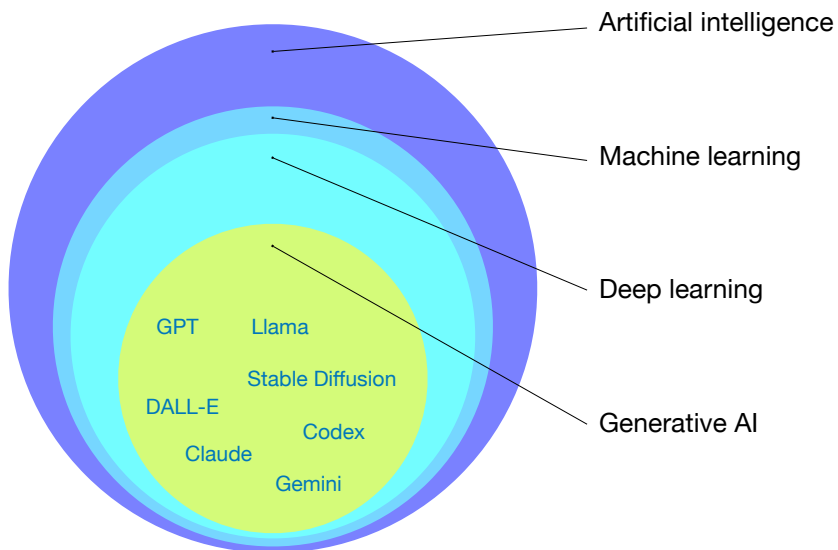 Artificial intelligence
Machine learning
Deep learning
Generative AI
GPT
Llama
Stable Diffusion
DALL-E
Codex
Claude
Gemini